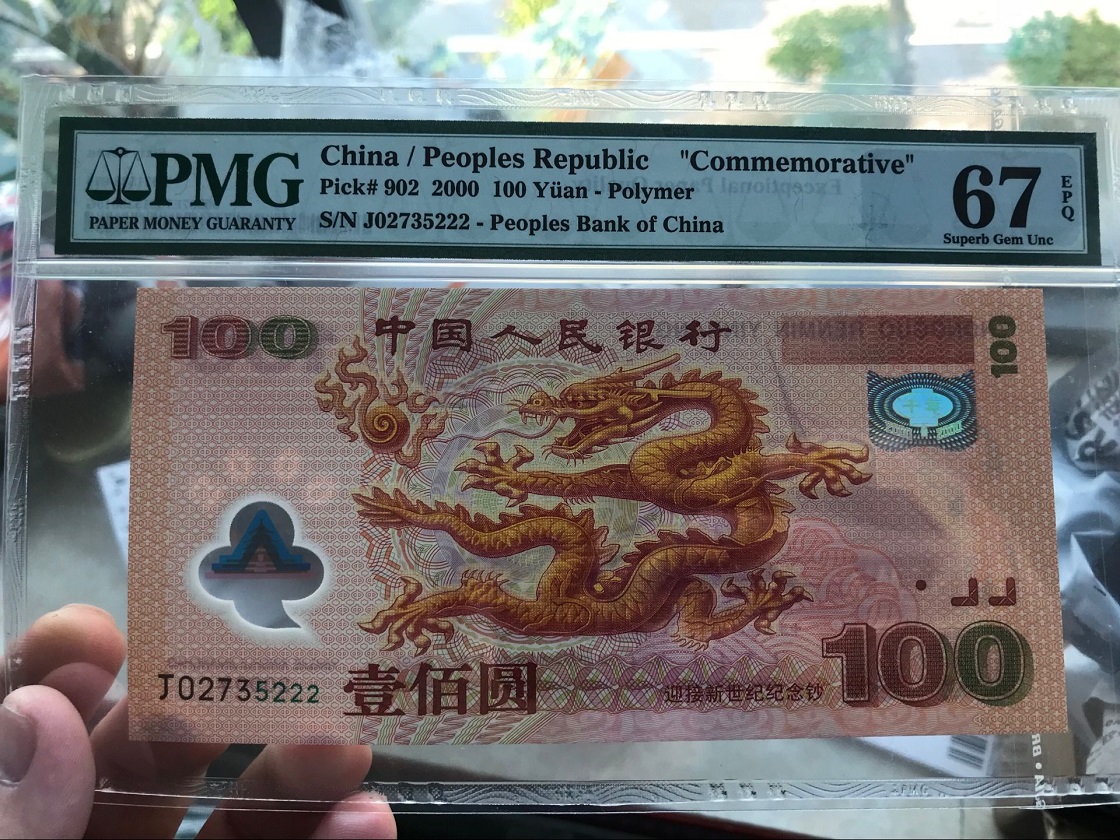 PMG
PAPER MONEY GUARANTY
China / Peoples Republic "Commemorative"
Pick# 902 2000 100 Yüan - Polymer
S/N J02735222 - Peoples Bank of China
67
EPQ
Superb Gem Unc
100
中国人民银行
100
J02735222
壹佰圆
迎接新世纪纪念钞
100